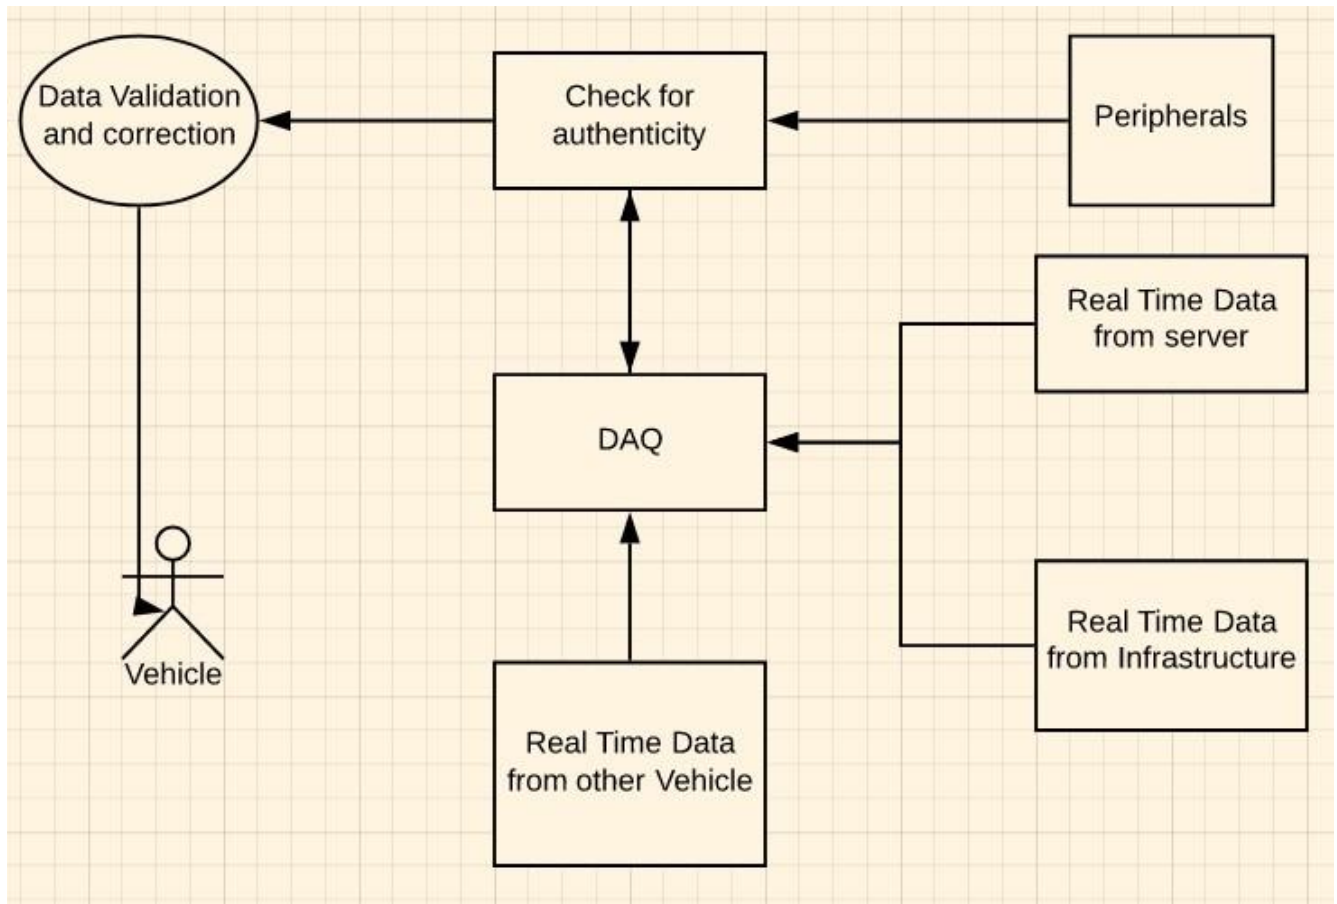 Data Validation
and correction
Check for
authenticity
Peripherals
Real Time Data
from server
DAQ
Real Time Data
from Infrastructure
Vehicle
Real Time Data
from other Vehicle